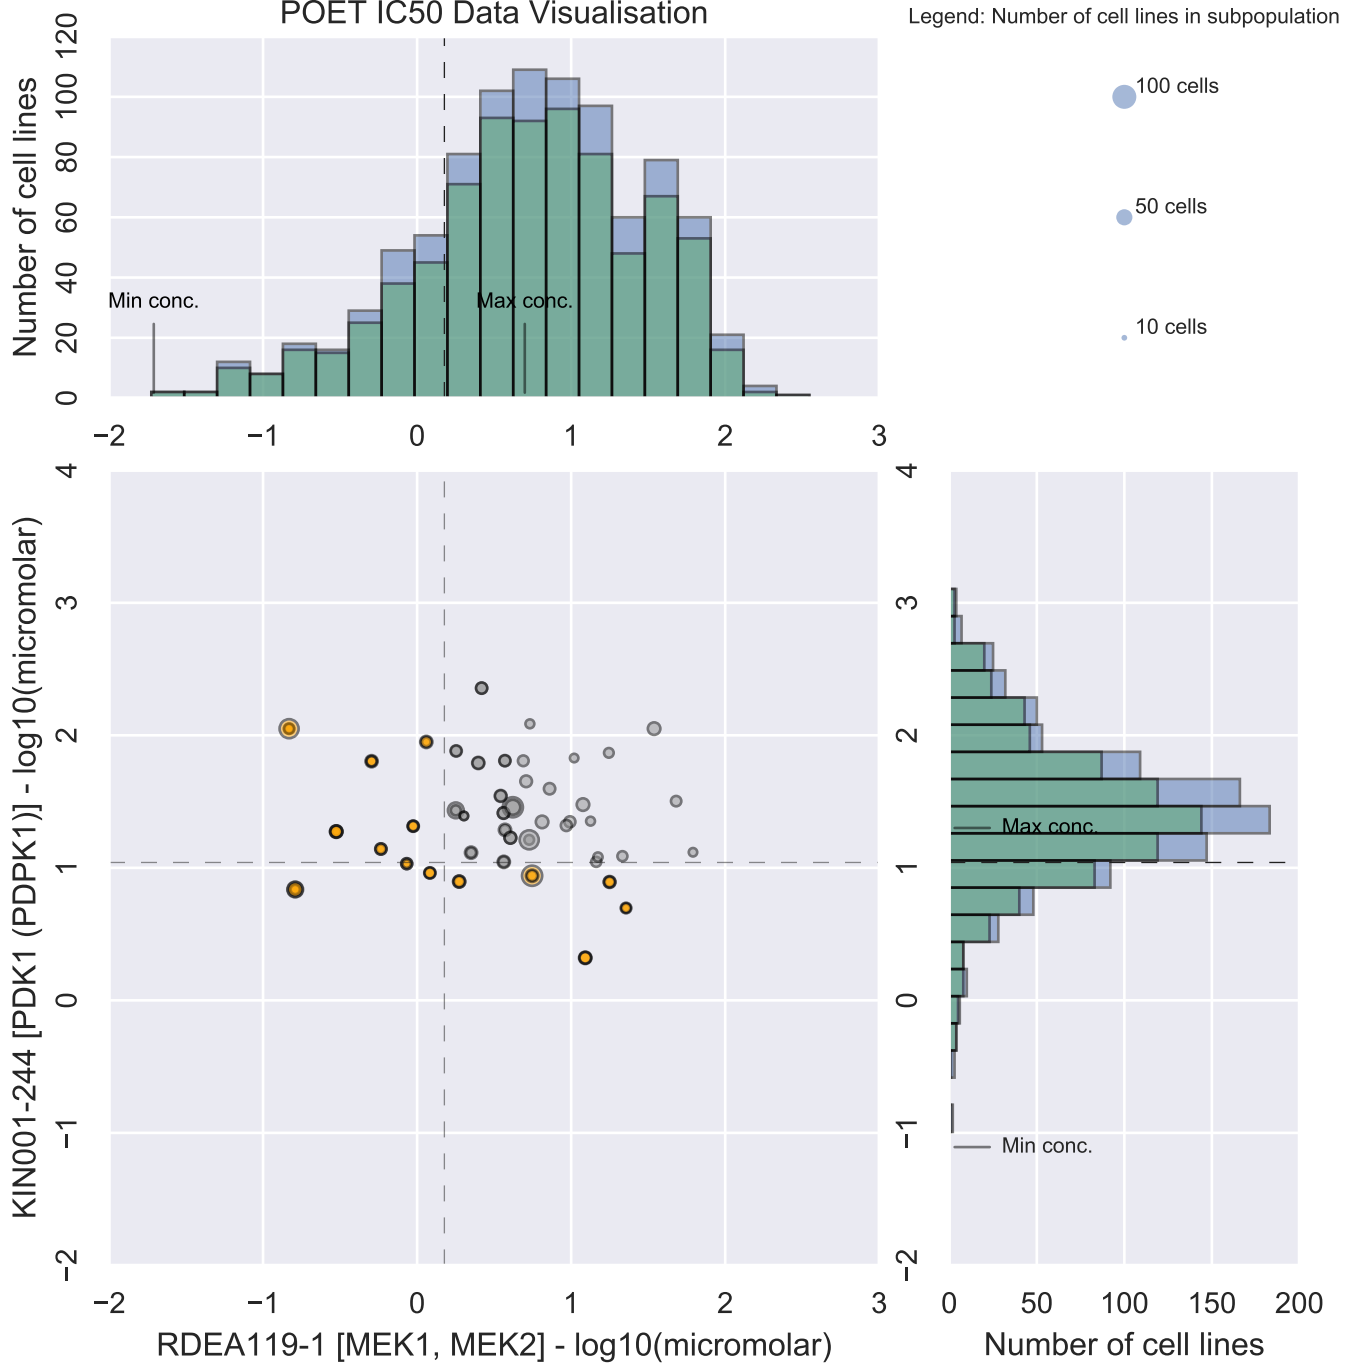 POET IC50 Data Visualisation
Legend: Number of cell lines in subpopulation
100 cells
50 cells
10 cells
Number of cell lines
120
100
80
60
40
20
0
Min conc.
Max conc.
−2 −1 0 1 2 3
KIN001-244 [PDK1 (PDPK1)] - log10(micromolar)
4
3
2
1
0
−1
−2
−2 −1 0 1 2 3
RDEA119-1 [MEK1, MEK2] - log10(micromolar)
4
3
2
1
0
−1
−2
Max conc.
Min conc.
0 50 100 150 200
Number of cell lines